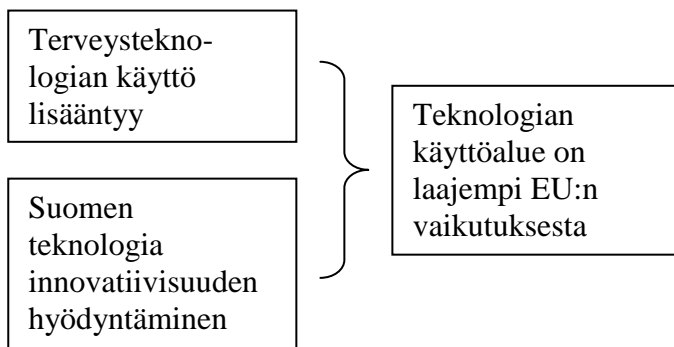 Terveystekno-
logian käyttö
lisääntyy
Suomen
teknologia
innovatiivisuuden
hyödyntäminen
Teknologian
käyttöalue on
laajempi EU:n
vaikutuksesta